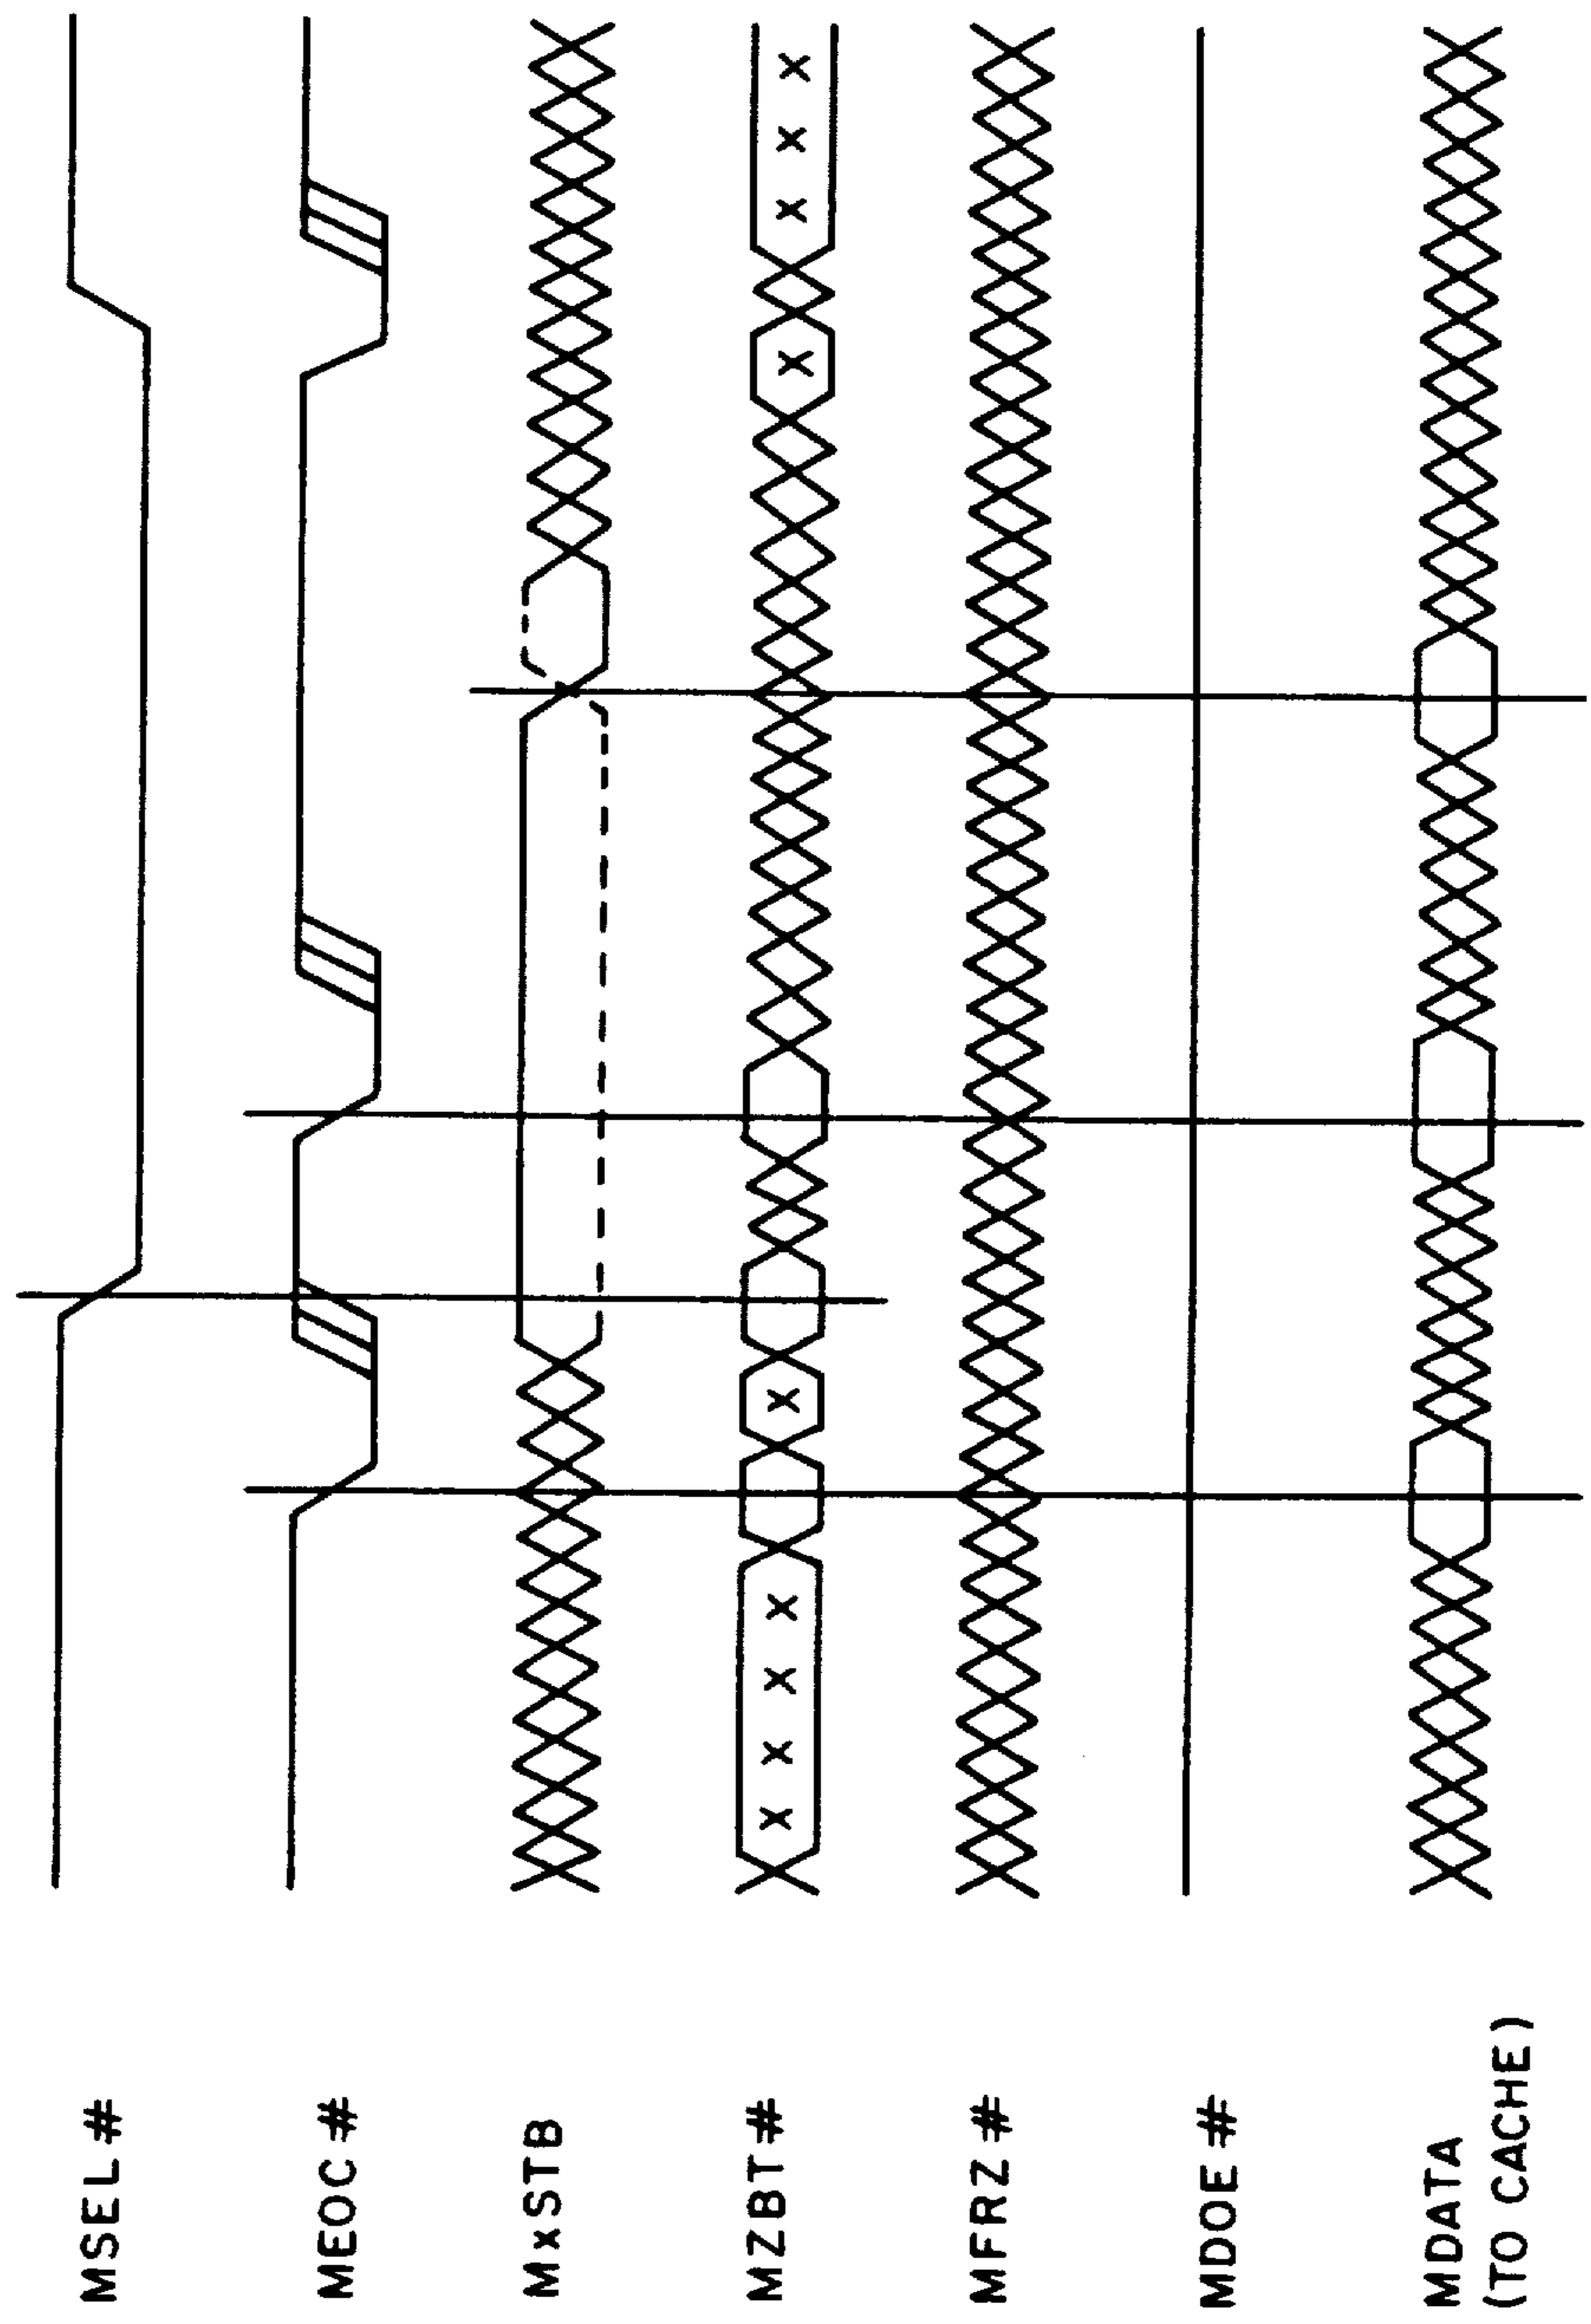 MSEL#
MEOC#
MxSTB
MZBT#
MFRZ#
MDOE#
MDATA
(TO CACHE)
x x x x x x x x x